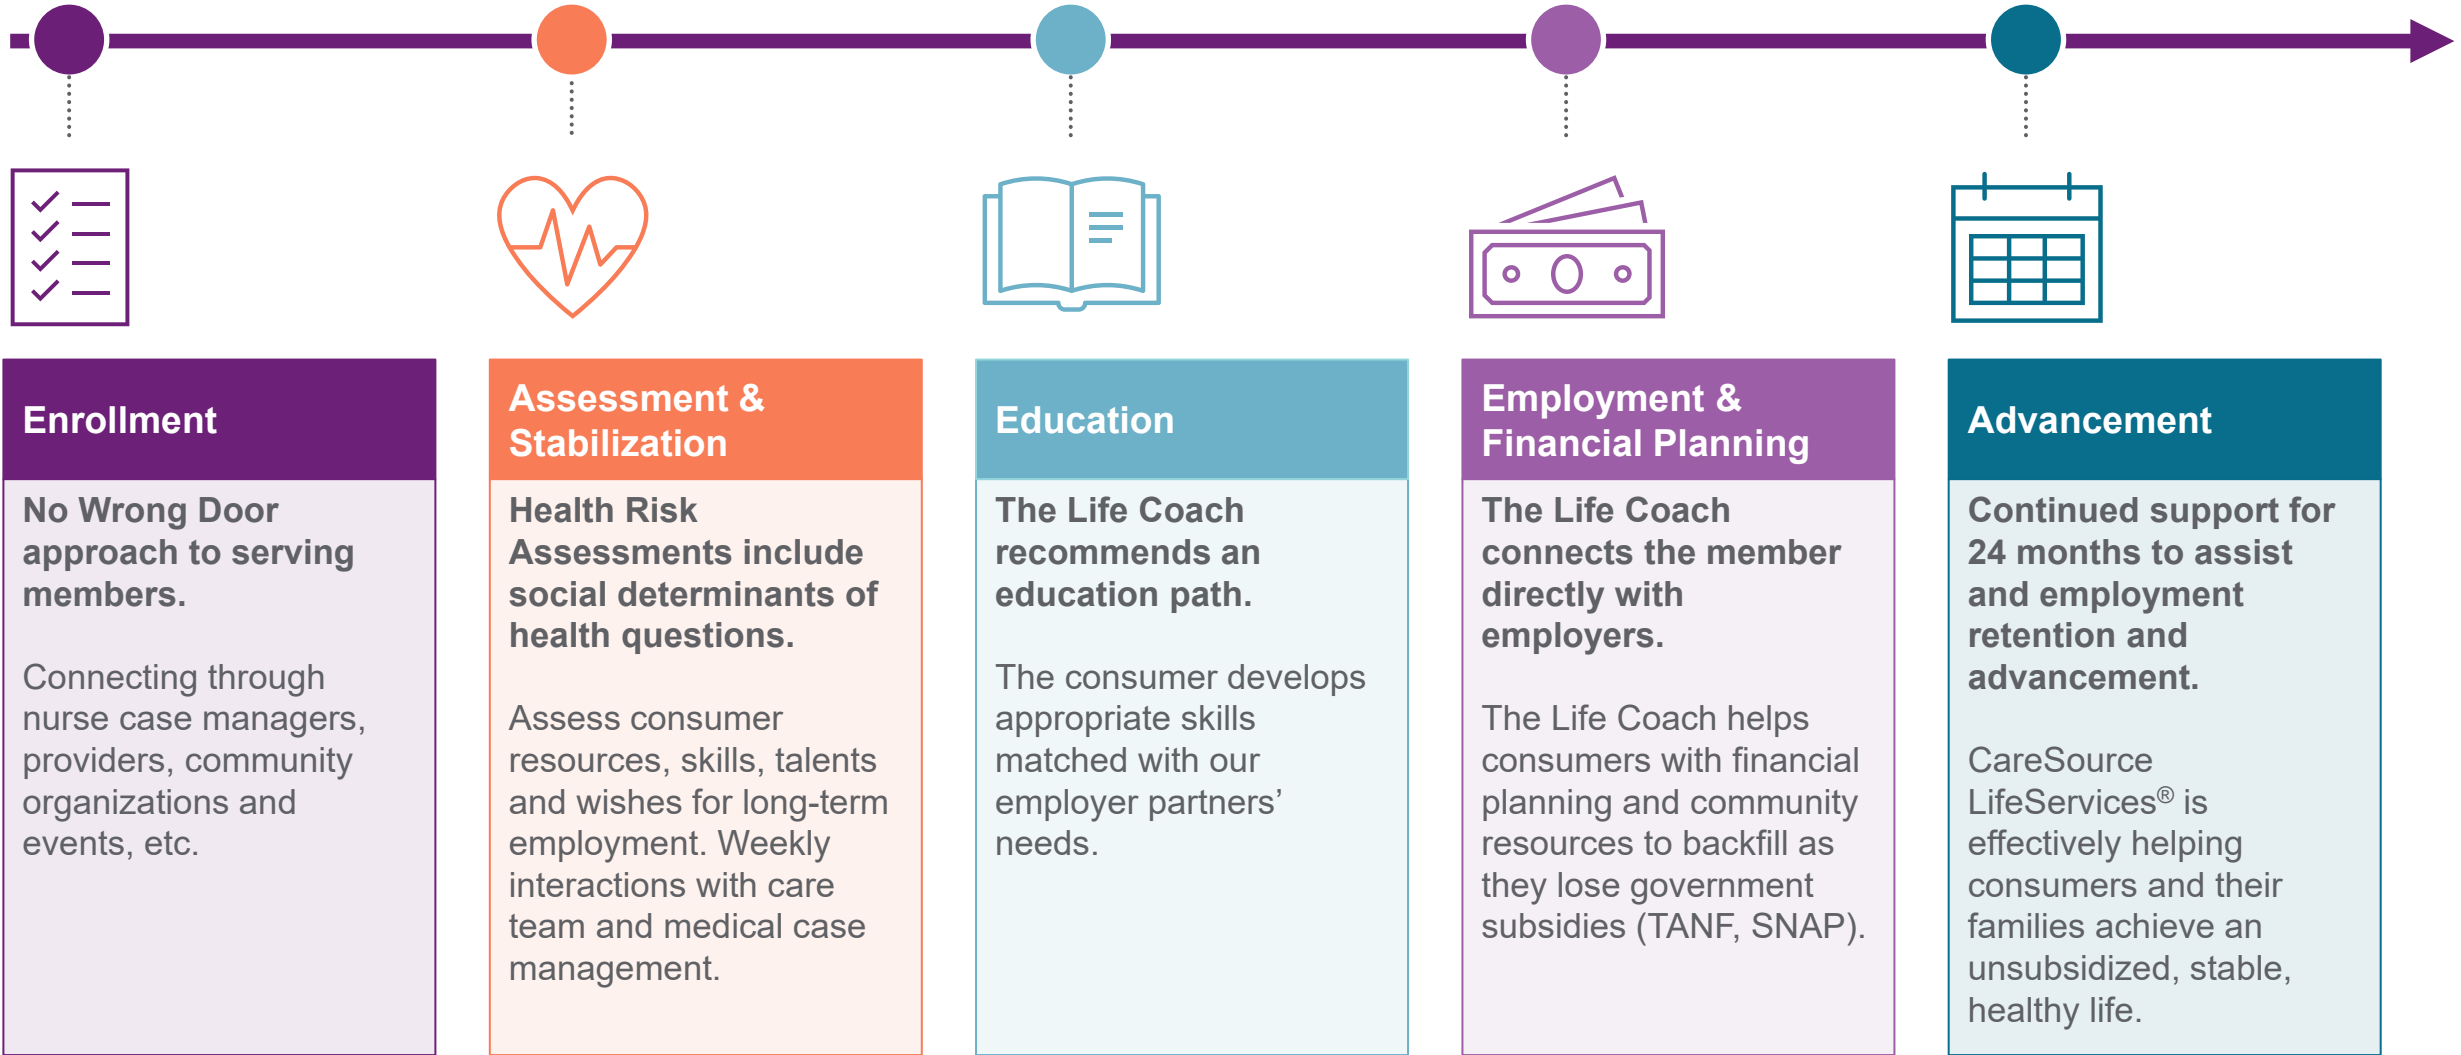 Enrollment
No Wrong Door
approach to serving
members.
Connecting through
nurse case managers,
providers, community
organizations and
events, etc.
Assessment &
Stabilization
Health Risk
Assessments include
social determinants of
health questions.
Assess consumer
resources, skills, talents
and wishes for long-term
employment. Weekly
interactions with care
team and medical case
management.
Education
The Life Coach
recommends an
education path.
The consumer develops
appropriate skills
matched with our
employer partners’
needs.
Employment &
Financial Planning
The Life Coach
connects the member
directly with
employers.
The Life Coach helps
consumers with financial
planning and community
resources to backfill as
they lose government
subsidies (TANF, SNAP).
Advancement
Continued support for
24 months to assist
and employment
retention and
advancement.
CareSource
LifeServices® is
effectively helping
consumers and their
families achieve an
unsubsidized, stable,
healthy life.